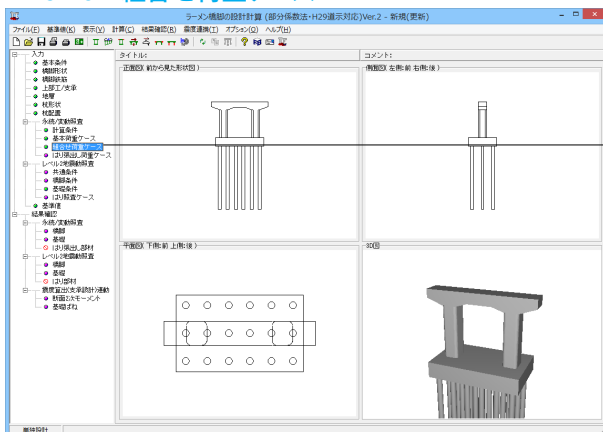 ラーメン橋脚の設計計算（部分係数法・H29道示対応）Ver.2 - 新規(更新)
ファイル(F) 基準値(K) 表示(V) 計算(C) 結果確認(R) 震度連携(T) オプション(O) ヘルプ(H)
タイトル:
コメント:
入力
基本条件
橋脚形状
橋脚鉄筋
上部工/支承
地層
杭形状
杭配置
永続/変動照査
計算条件
基本荷重ケース
組合せ荷重ケース
はり張出し荷重ケース
レベル2地震動照査
共通条件
橋脚条件
基礎条件
はり照査ケース
基準値
結果確認
永続/変動照査
橋脚
基礎
はり張出し部材
レベル2地震動照査
橋脚
基礎
はり部材
震度算出(支承設計)連動
断面2次モーメント
基礎ばね
正面図( 前から見た形状図 )
側面図( 左側:前 右側:後 )
平面図( 下側:前 上側:後 )
3D図
単独設計